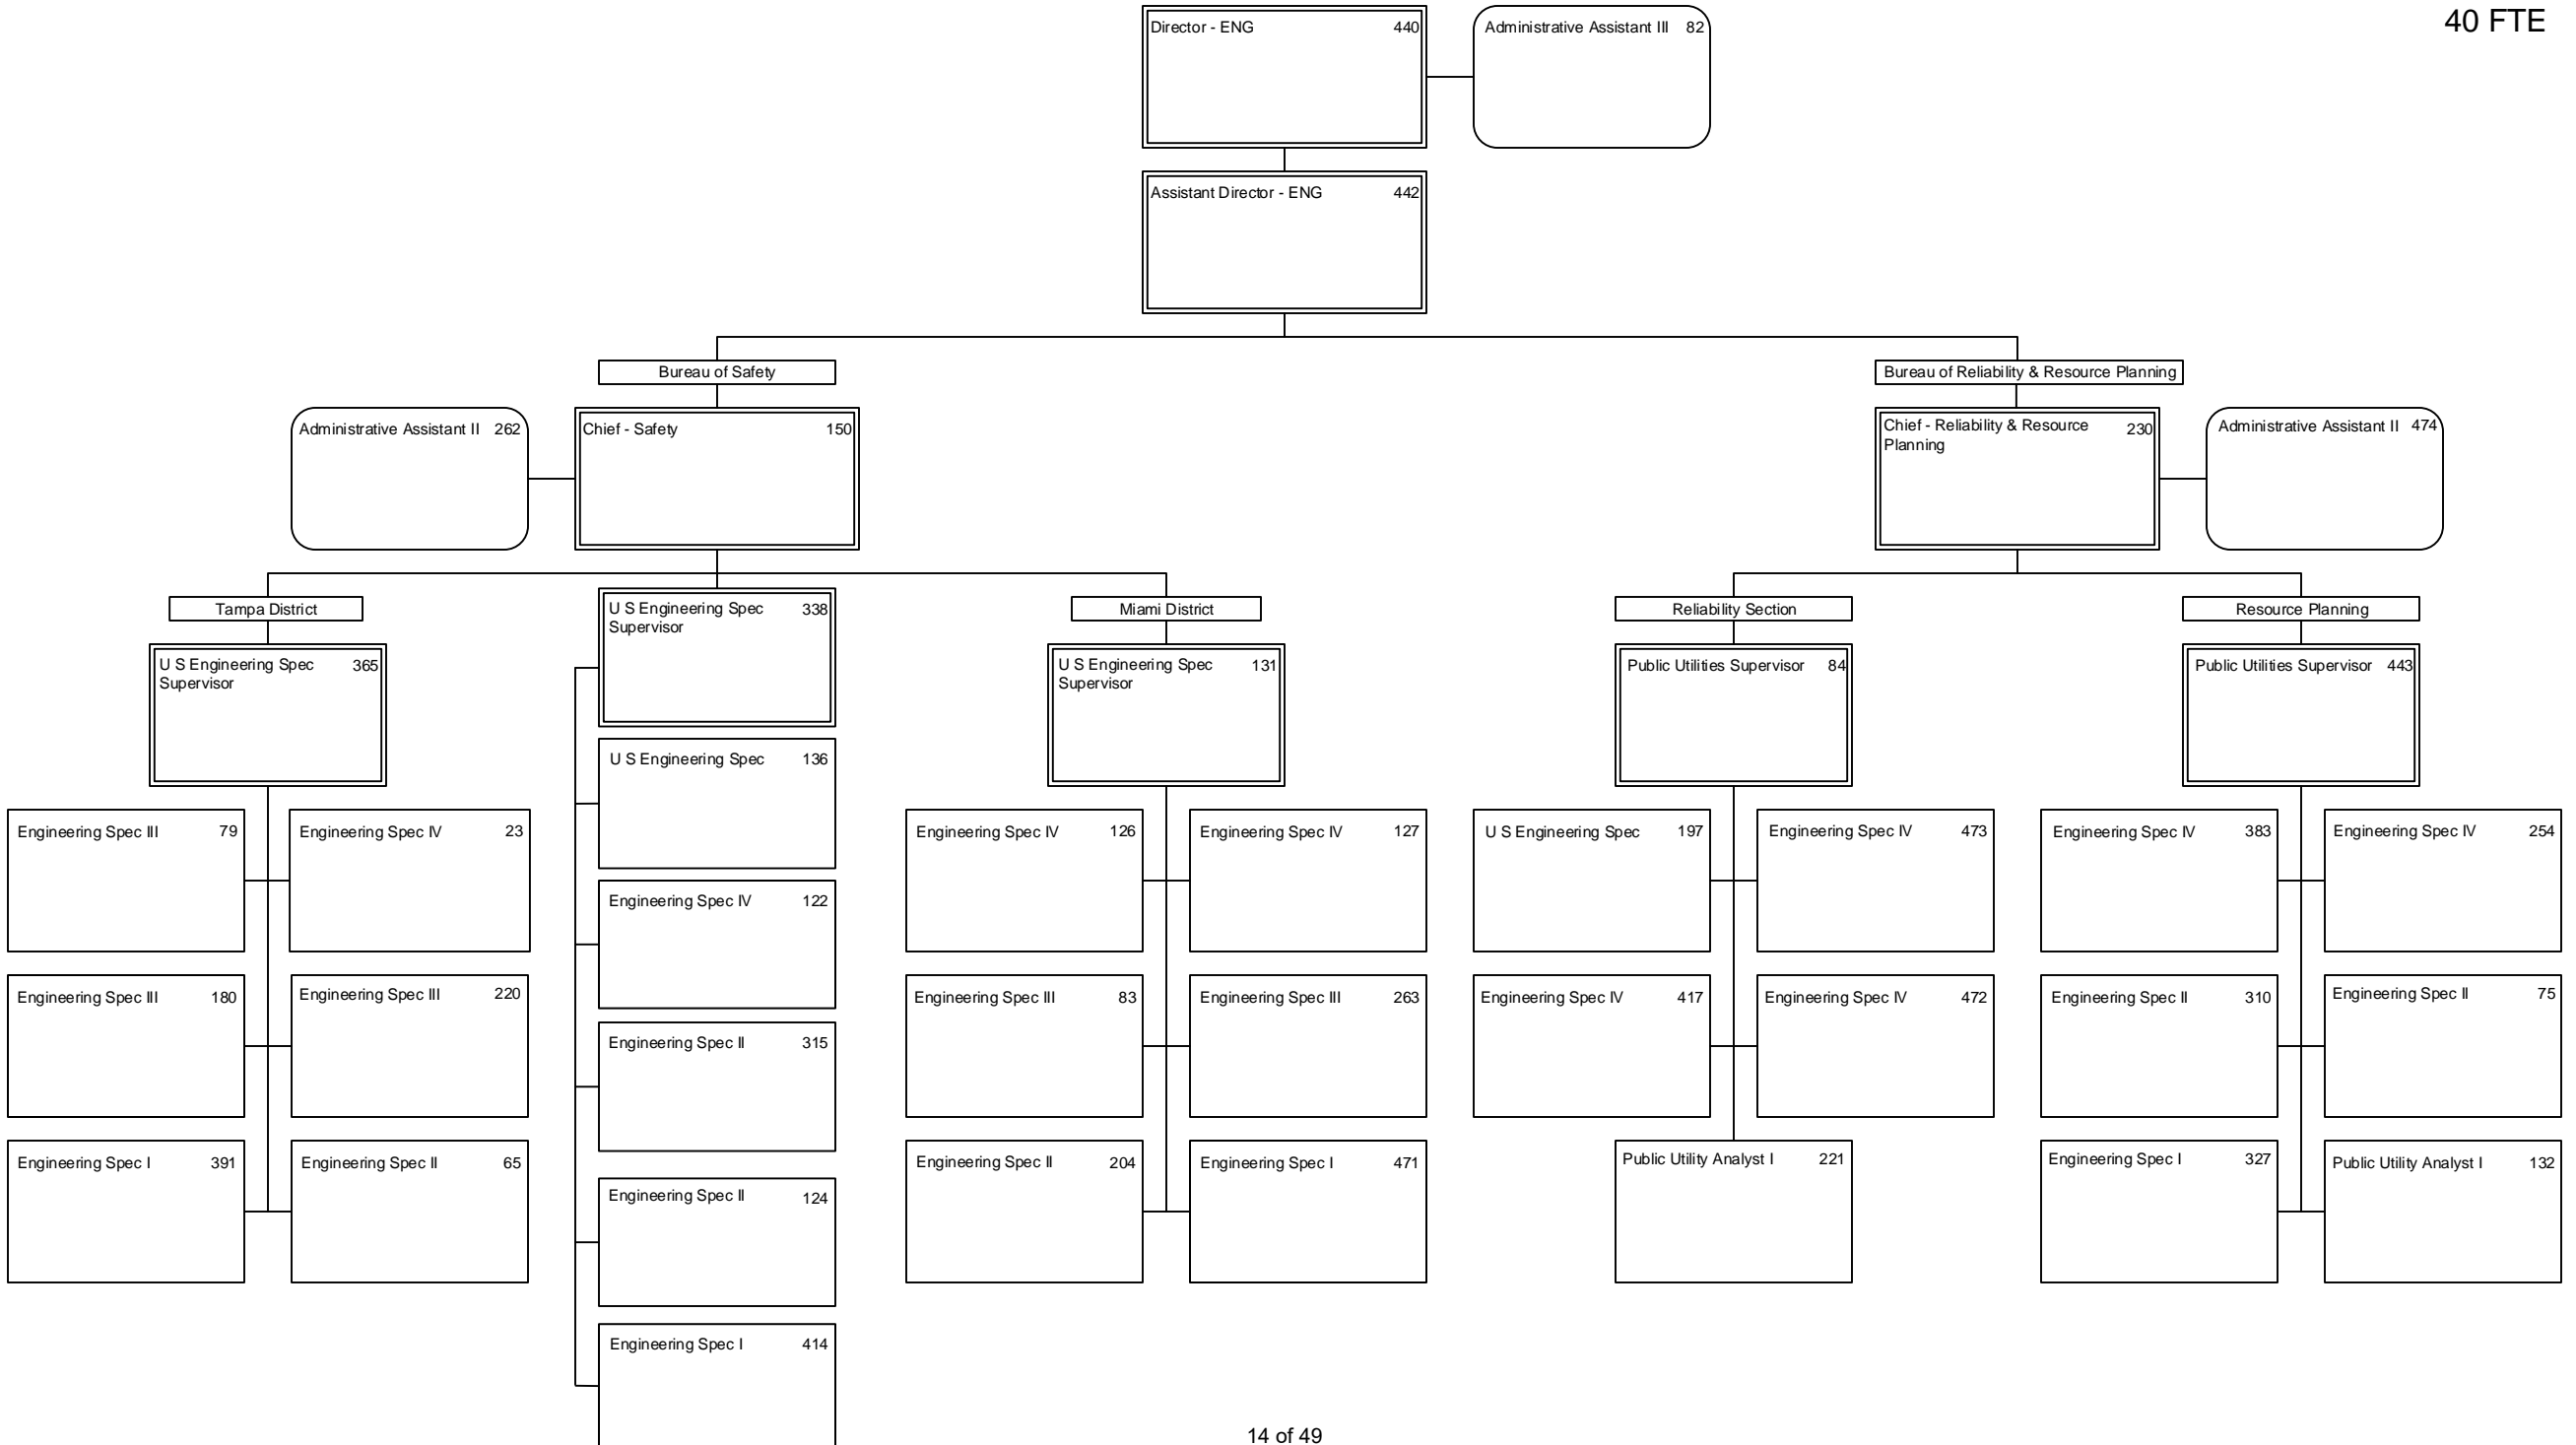 40 FTE
Director - ENG 440
Administrative Assistant III 82
Assistant Director - ENG 442
Bureau of Safety
Bureau of Reliability & Resource Planning
Administrative Assistant II 262
Chief - Safety 150
Chief - Reliability & Resource 230
Planning
Administrative Assistant II 474
Tampa District
U S Engineering Spec 338
Supervisor
Miami District
Reliability Section
Resource Planning
U S Engineering Spec 365
Supervisor
U S Engineering Spec 131
Supervisor
Public Utilities Supervisor 84
Public Utilities Supervisor 443
U S Engineering Spec 136
Engineering Spec III 79
Engineering Spec IV 23
Engineering Spec IV 126
Engineering Spec IV 127
U S Engineering Spec 197
Engineering Spec IV 473
Engineering Spec IV 383
Engineering Spec IV 254
Engineering Spec IV 122
Engineering Spec III 180
Engineering Spec III 220
Engineering Spec III 83
Engineering Spec III 263
Engineering Spec IV 417
Engineering Spec IV 472
Engineering Spec II 310
Engineering Spec II 75
Engineering Spec II 315
Engineering Spec I 391
Engineering Spec II 65
Engineering Spec II 204
Engineering Spec I 471
Public Utility Analyst I 221
Engineering Spec I 327
Public Utility Analyst I 132
Engineering Spec II 124
Engineering Spec I 414
14 of 49